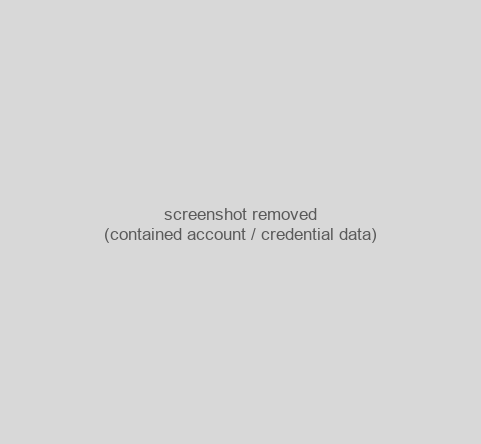 screenshot removed
(contained account / credential data)